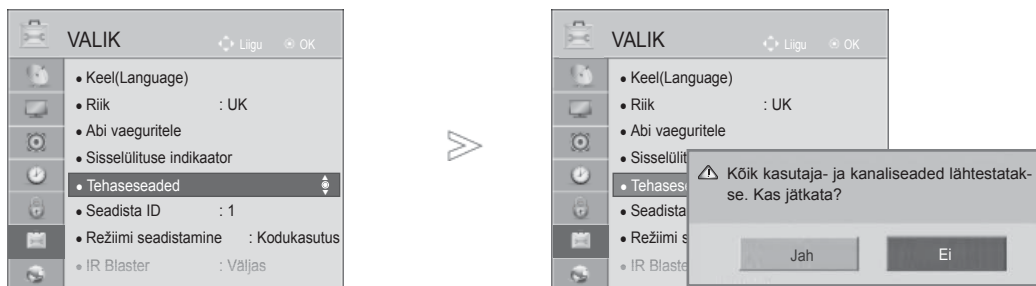 VALIK Liigu OK
• Keel(Language)
• Riik : UK
• Abi vaeguritele
• Sisselülituse indikaator
• Tehaseseaded
• Seadista ID : 1
• Režiimi seadistamine : Kodukasutus
• IR Blaster : Väljas
VALIK Liigu OK
• Keel(Language)
• Riik : UK
• Abi vaeguritele
• Sisselülit
• Tehases
• Seadista
• Režiimi s
• IR Blaste
Kõik kasutaja- ja kanaliseaded lähtestatak-
se. Kas jätkata?
Jah Ei